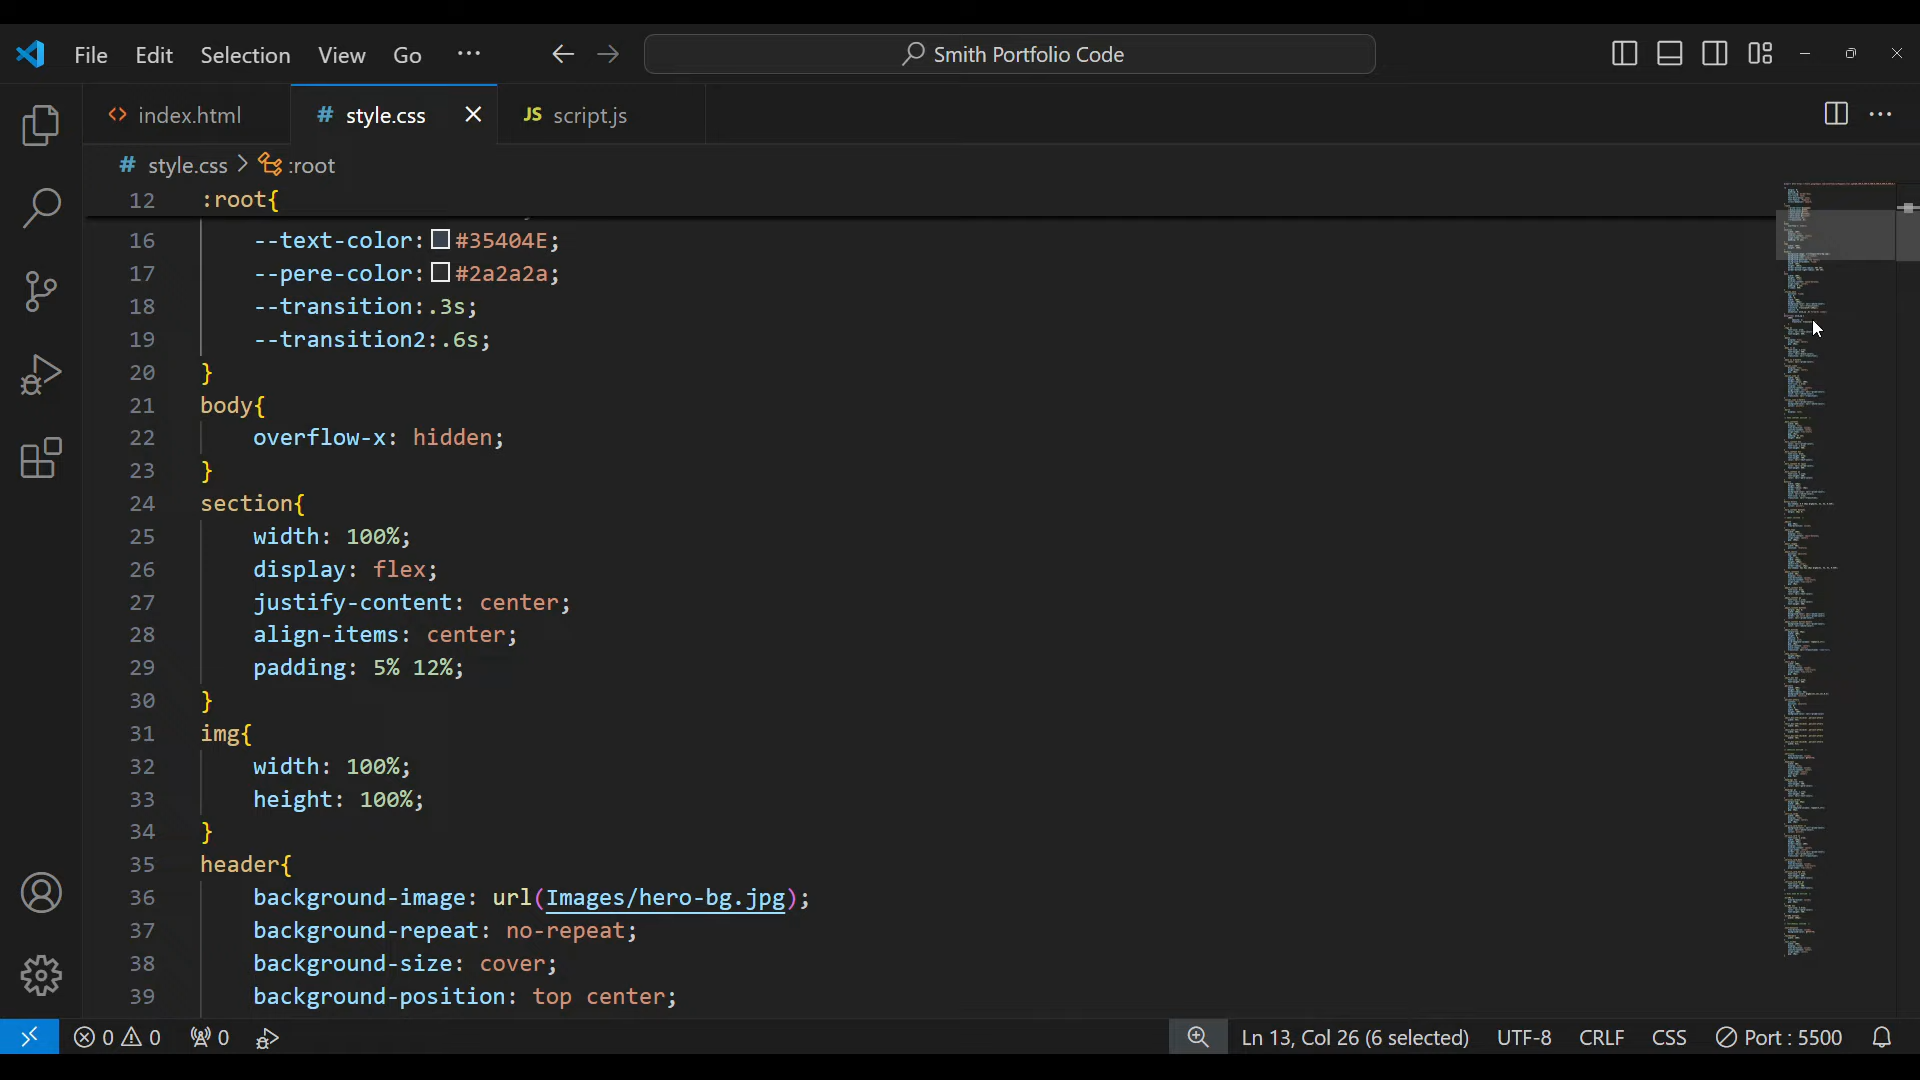 File Edit Selection View Go ··· Smith Portfolio Code
<> index.html # style.css JS script.js
# style.css > :root
12 :root{
16 --text-color: #35404E;
17 --pere-color: #2a2a2a;
18 --transition:.3s;
19 --transition2:.6s;
20 }
21 body{
22 overflow-x: hidden;
23 }
24 section{
25 width: 100%;
26 display: flex;
27 justify-content: center;
28 align-items: center;
29 padding: 5% 12%;
30 }
31 img{
32 width: 100%;
33 height: 100%;
34 }
35 header{
36 background-image: url(Images/hero-bg.jpg);
37 background-repeat: no-repeat;
38 background-size: cover;
39 background-position: top center;
0 0 0 Ln 13, Col 26 (6 selected) UTF-8 CRLF CSS Port : 5500